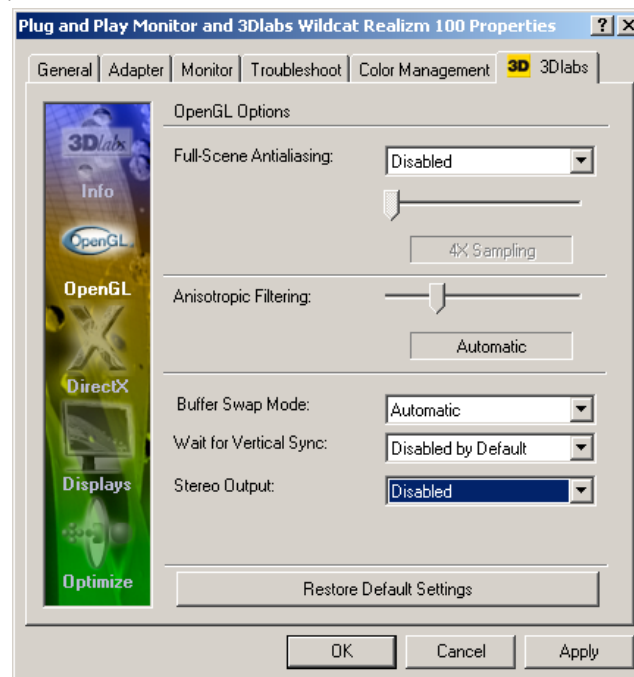 Plug and Play Monitor and 3Dlabs Wildcat Realizm 100 Properties
General Adapter Monitor Troubleshoot Color Management 3D 3Dlabs
3Dlabs
Info
OpenGL
OpenGL
DirectX
Displays
Optimize
OpenGL Options
Full-Scene Antialiasing: Disabled
4X Sampling
Anisotropic Filtering:
Automatic
Buffer Swap Mode: Automatic
Wait for Vertical Sync: Disabled by Default
Stereo Output: Disabled
Restore Default Settings
OK Cancel Apply